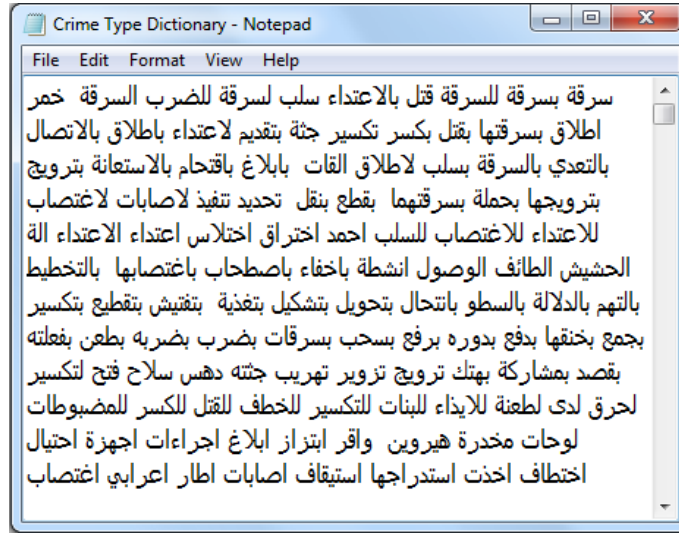 Crime Type Dictionary - Notepad
File Edit Format View Help
سرقة بسرقة للسرقة قتل بالاعتداء سلب لسرقة للضرب السرقة خمر
اطلاق بسرقتها بقتل بكسر تكسير جثة بتقديم لاعتداء باطلاق بالاتصال
بالتعدي بالسرقة بسلب لاطلاق القات بابلاغ باقتحام بالاستعانة بترويج
بترويجها بحملة بسرقتهما بقطع بنقل تحديد تنفيذ لاصابات لاغتصاب
للاعتداء للاغتصاب للسلب احمد اختراق اختلاس اعتداء الاعتداء الة
الحشيش الطائف الوصول انشطة باخفاء باصطحاب باغتصابها بالتخطيط
بالتهم بالدلالة بالسطو بانتحال بتحويل بتشكيل بتغذية بتفتيش بتقطيع بتكسير
بجمع بخنقها بدفع بدوره برفع بسحب بسرقات بضرب بضربه بطعن بفعلته
بقصد بمشاركة بهتك ترويج تزوير تهريب جثته دهس سلاح فتح لتكسير
لحرق لدى لطعنة للايذاء للبنات للتكسير للخطف للقتل للكسر للمضبوطات
لوحات مخدرة هيروين واقر ابتزاز ابلاغ اجراءات اجهزة احتيال
اختطاف اخذت استدراجها استيقاف اصابات اطار اعرابي اغتصاب